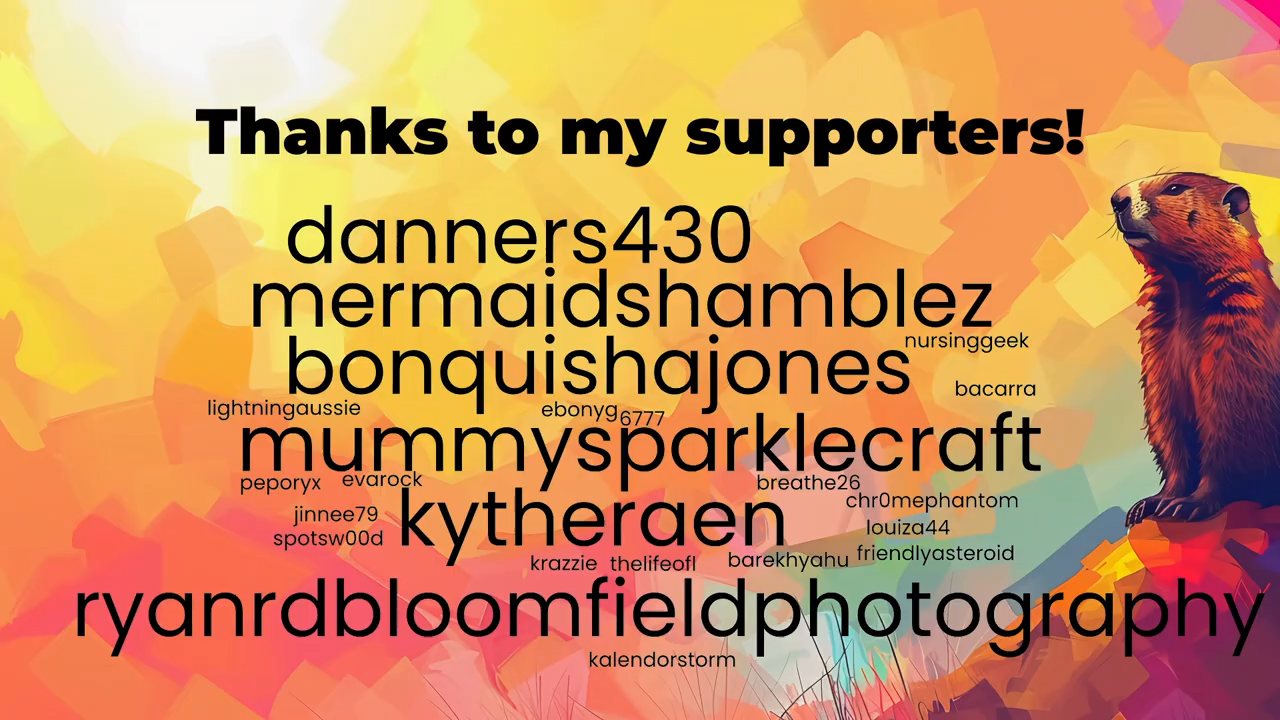 Thanks to my supporters!
danners430
mermaidshamblez
nursinggeek
bonquishajones
bacarra
lightningaussie
ebonyg_6777
mummysparklecraft
peporyx
evarock
breathe26
chr0mephantom
jinnee79
kytheraen
louiza44
spotsw00d
friendlyasteroid
krazzie
thelifeofl
barekhyahu
ryanrdbloomfieldphotography
kalendorstorm